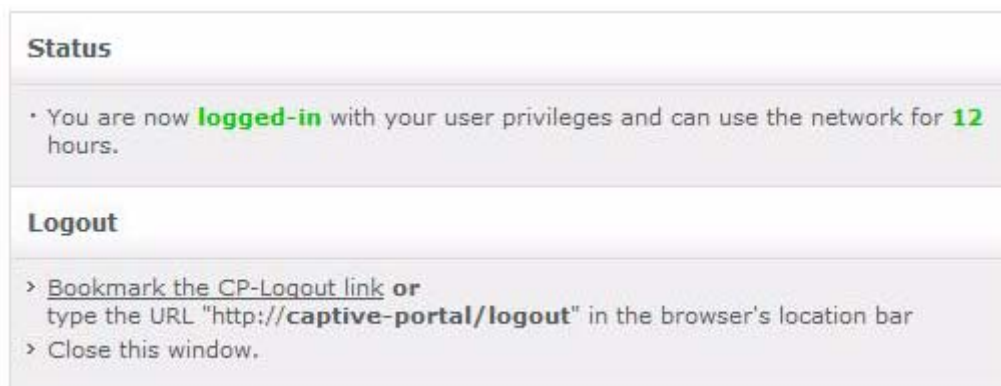 Status
· You are now logged-in with your user privileges and can use the network for 12
hours.
Logout
> Bookmark the CP-Logout link or
type the URL "http://captive-portal/logout" in the browser's location bar
> Close this window.